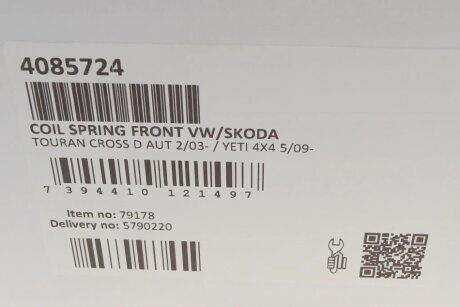 4085724
COIL SPRING FRONT VW/SKODA
TOURAN CROSS D AUT 2/03- / YETI 4X4 5/09-
7 394410 121497
Item no: 79178
Delivery no: 5790220